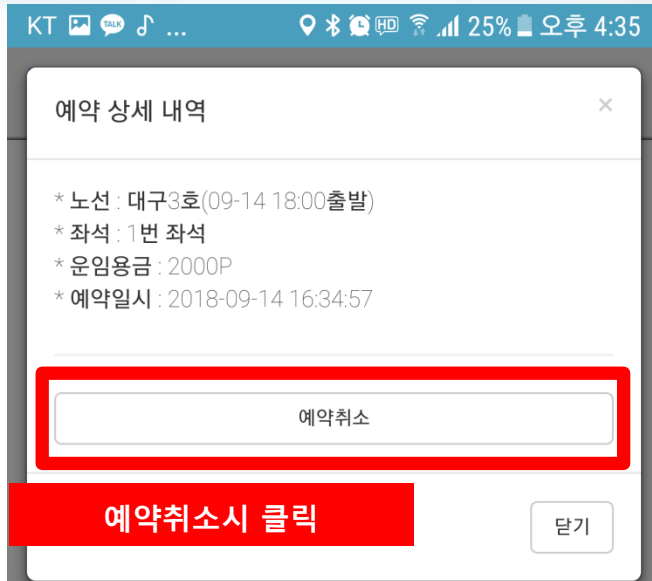 KT TALK ... HD 25% 오후 4:35
예약 상세 내역 ×
* 노선 : 대구3호(09-14 18:00출발)
* 좌석 : 1번 좌석
* 운임용금 : 2000P
* 예약일시 : 2018-09-14 16:34:57
예약취소
예약취소시 클릭
닫기